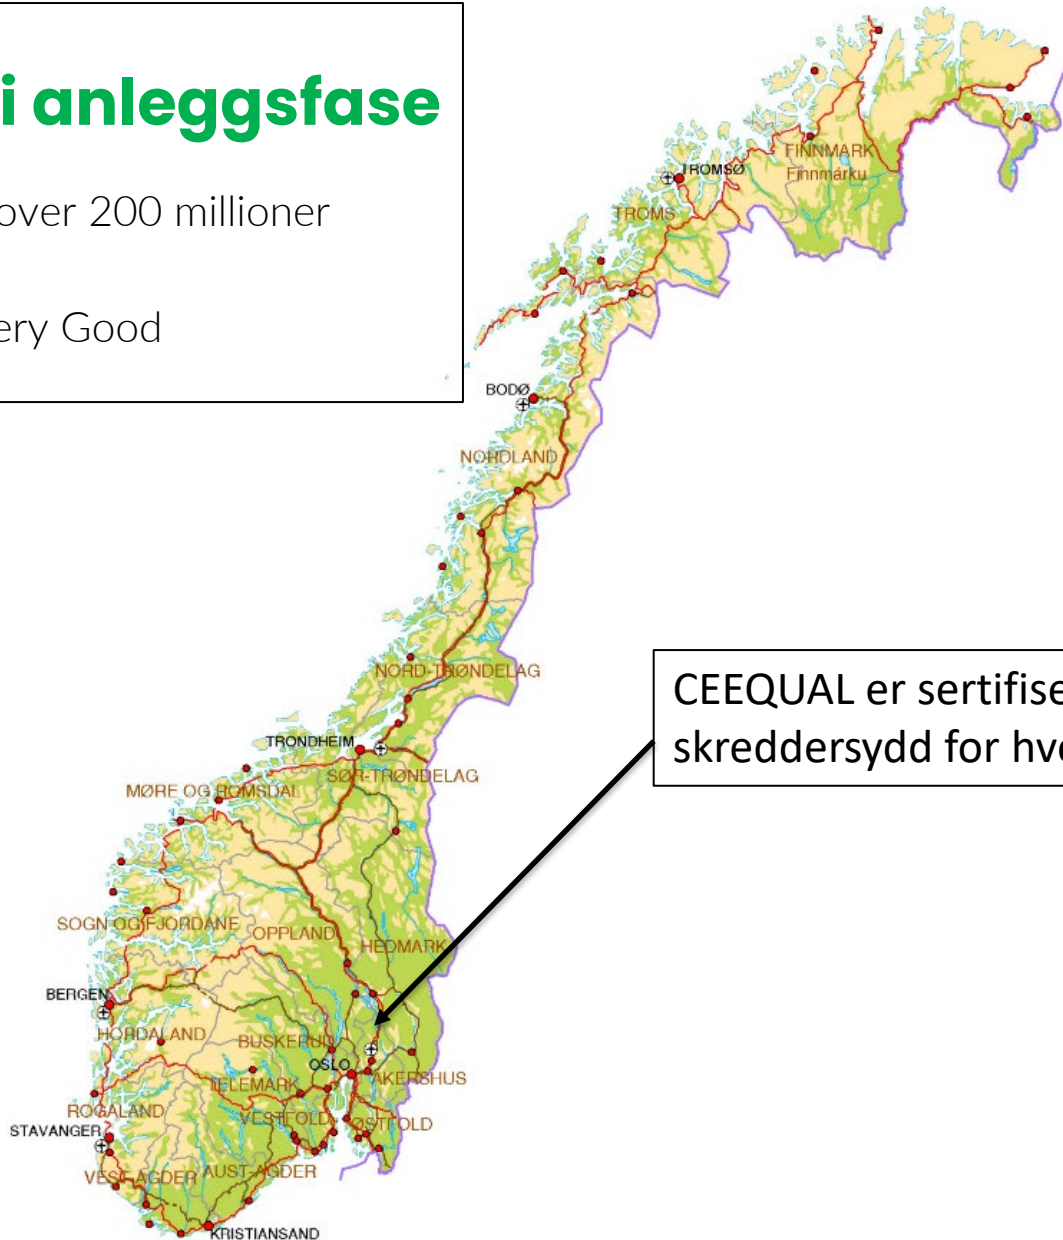 i anleggsfase
over 200 millioner
ery Good
FINNMARK
Finnmárku
TROMSØ
TROMS
BODØ
NORDLAND
NORD-TRØNDELAG
CEEQUAL er sertifise
skreddersydd for hve
TRONDHEIM
SØR-TRØNDELAG
MØRE OG ROMSDAL
SOGN OG FJORDANE
OPPLAND
HEDMARK
BERGEN
HORDALAND
BUSKERUD
OSLO
AKERSHUS
TELEMARK
ROGALAND
VESTFOLD
ØSTFOLD
STAVANGER
VEST-AGDER
AUST-AGDER
KRISTIANSAND